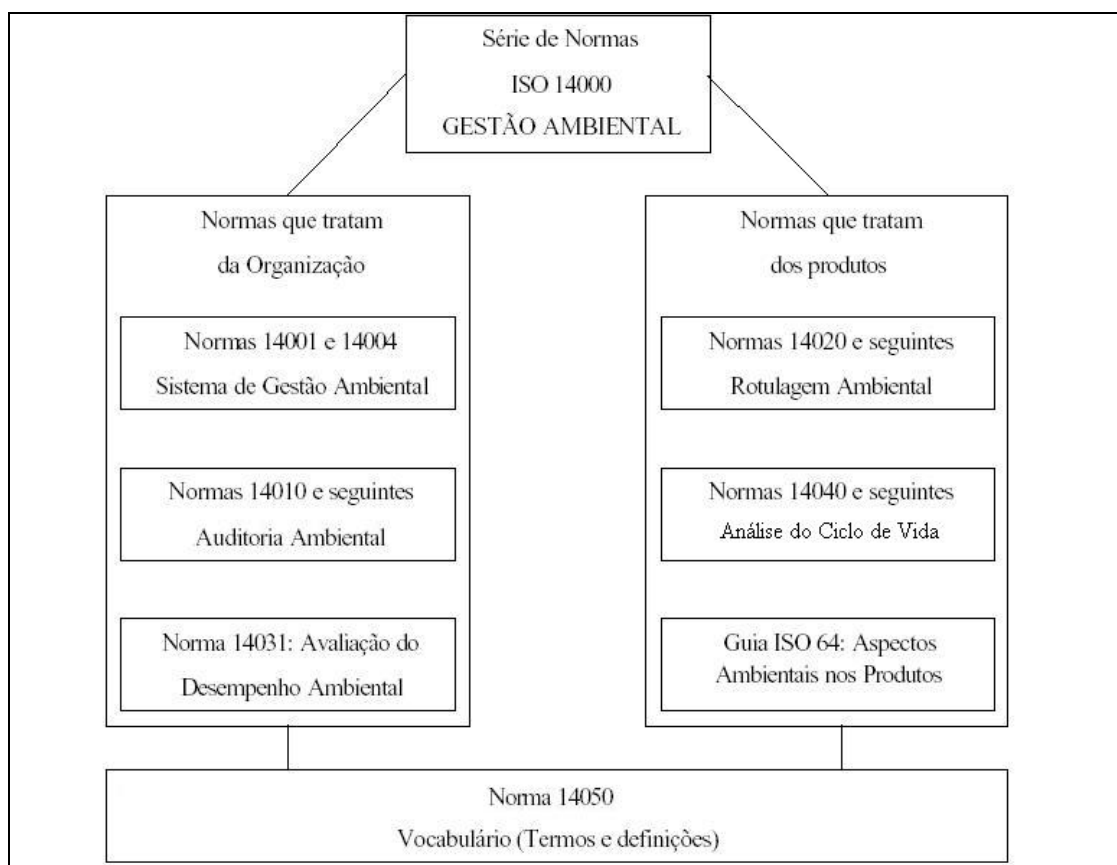 Série de Normas
ISO 14000
GESTÃO AMBIENTAL
Normas que tratam
da Organização
Normas 14001 e 14004
Sistema de Gestão Ambiental
Normas 14010 e seguintes
Auditoria Ambiental
Norma 14031: Avaliação do
Desempenho Ambiental
Normas que tratam
dos produtos
Normas 14020 e seguintes
Rotulagem Ambiental
Normas 14040 e seguintes
Análise do Ciclo de Vida
Guia ISO 64: Aspectos
Ambientais nos Produtos
Norma 14050
Vocabulário (Termos e definições)